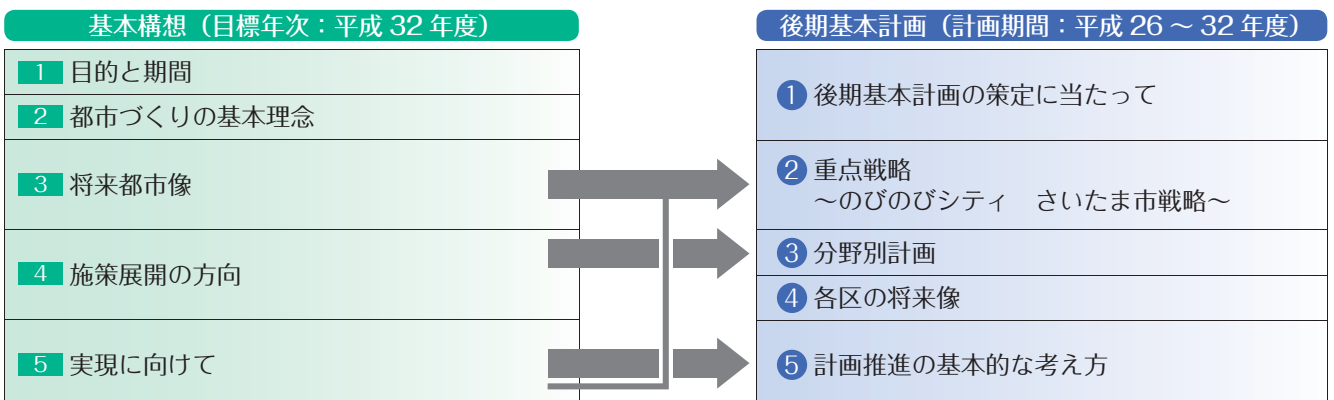 基本構想（目標年次：平成 32 年度）
1 目的と期間
2 都市づくりの基本理念
3 将来都市像
4 施策展開の方向
5 実現に向けて
後期基本計画（計画期間：平成 26 ～ 32 年度）
1 後期基本計画の策定に当たって
2 重点戦略
～のびのびシティ　さいたま市戦略～
3 分野別計画
4 各区の将来像
5 計画推進の基本的な考え方